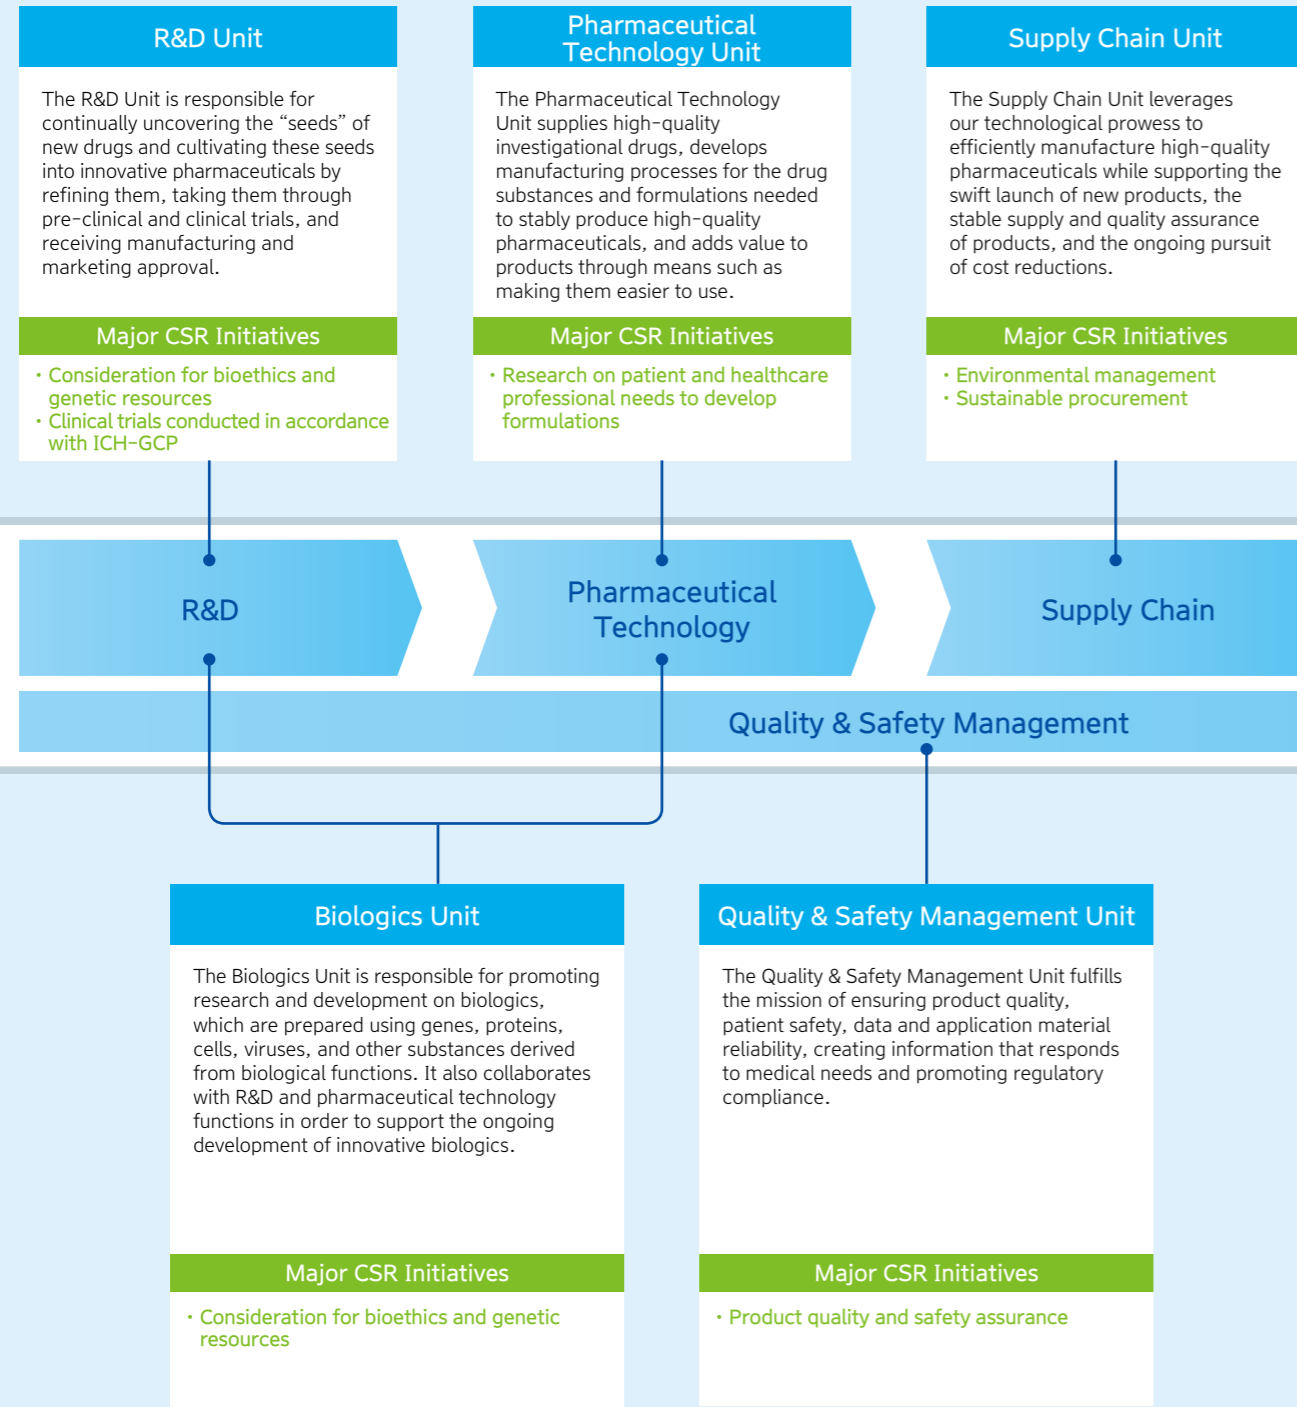 R&D Unit
The R&D Unit is responsible for
continually uncovering the “seeds” of
new drugs and cultivating these seeds
into innovative pharmaceuticals by
refining them, taking them through
pre-clinical and clinical trials, and
receiving manufacturing and
marketing approval.
Major CSR Initiatives
・Consideration for bioethics and
genetic resources
・Clinical trials conducted in accordance
with ICH-GCP
Pharmaceutical
Technology Unit
The Pharmaceutical Technology
Unit supplies high-quality
investigational drugs, develops
manufacturing processes for the drug
substances and formulations needed
to stably produce high-quality
pharmaceuticals, and adds value to
products through means such as
making them easier to use.
Major CSR Initiatives
・Research on patient and healthcare
professional needs to develop
formulations
Supply Chain Unit
The Supply Chain Unit leverages
our technological prowess to
efficiently manufacture high-quality
pharmaceuticals while supporting the
swift launch of new products, the
stable supply and quality assurance
of products, and the ongoing pursuit
of cost reductions.
Major CSR Initiatives
・Environmental management
・Sustainable procurement
R&D
Pharmaceutical
Technology
Supply Chain
Quality & Safety Management
Biologics Unit
The Biologics Unit is responsible for promoting
research and development on biologics,
which are prepared using genes, proteins,
cells, viruses, and other substances derived
from biological functions. It also collaborates
with R&D and pharmaceutical technology
functions in order to support the ongoing
development of innovative biologics.
Major CSR Initiatives
・Consideration for bioethics and genetic
resources
Quality & Safety Management Unit
The Quality & Safety Management Unit fulfills
the mission of ensuring product quality,
patient safety, data and application material
reliability, creating information that responds
to medical needs and promoting regulatory
compliance.
Major CSR Initiatives
・Product quality and safety assurance